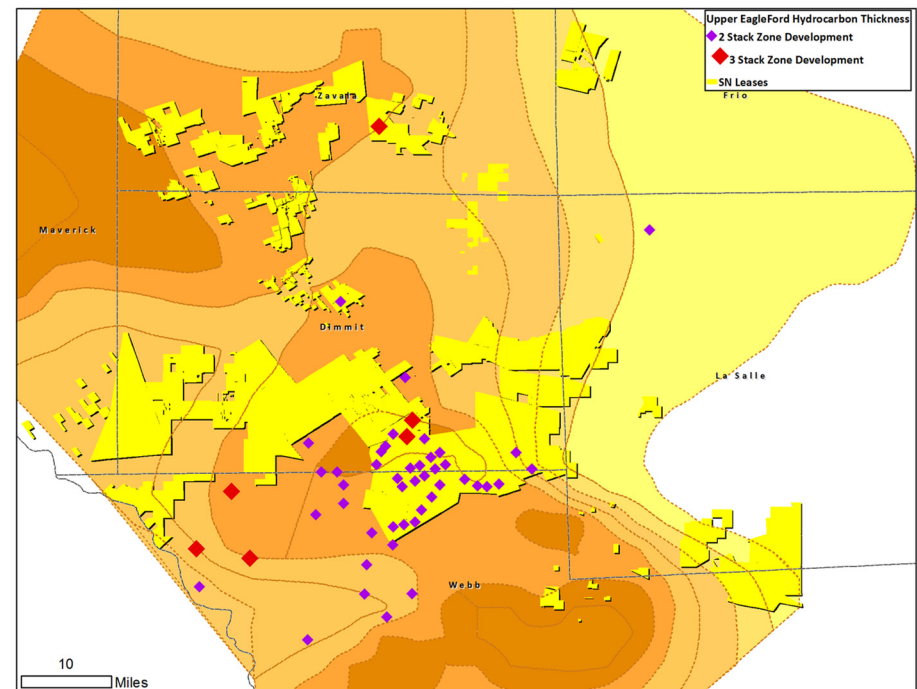 Upper EagleFord Hydrocarbon Thickness
2 Stack Zone Development
3 Stack Zone Development
SN Leases
Zavala
Frio
Maverick
Dimmit
La Salle
Webb
10
Miles